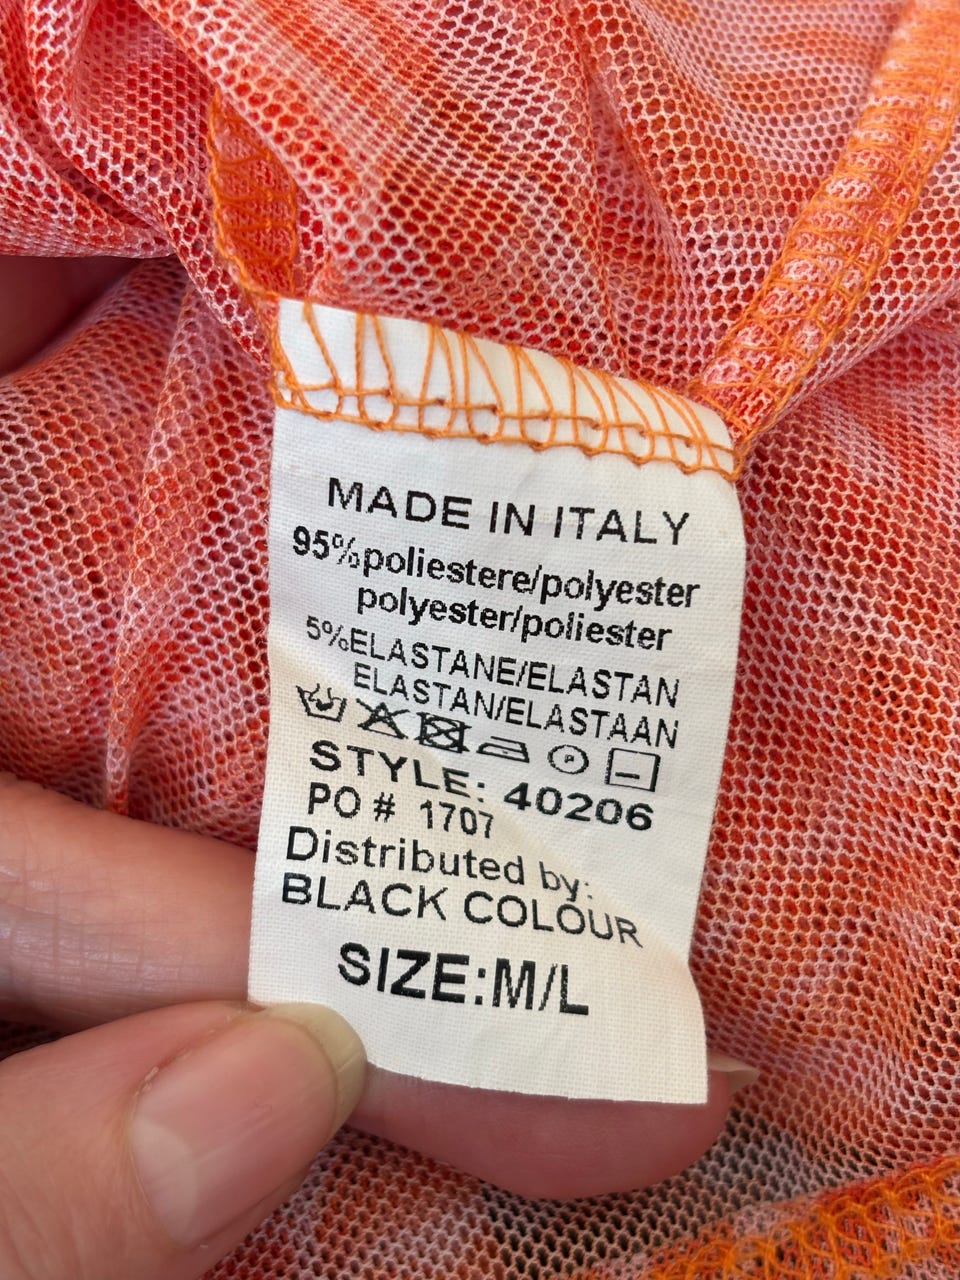 MADE IN ITALY
95%poliestere/polyester
polyester/poliester
5%ELASTANE/ELASTAN
ELASTAN/ELASTAAN
STYLE: 40206
PO # 1707
Distributed by:
BLACK COLOUR
SIZE:M/L